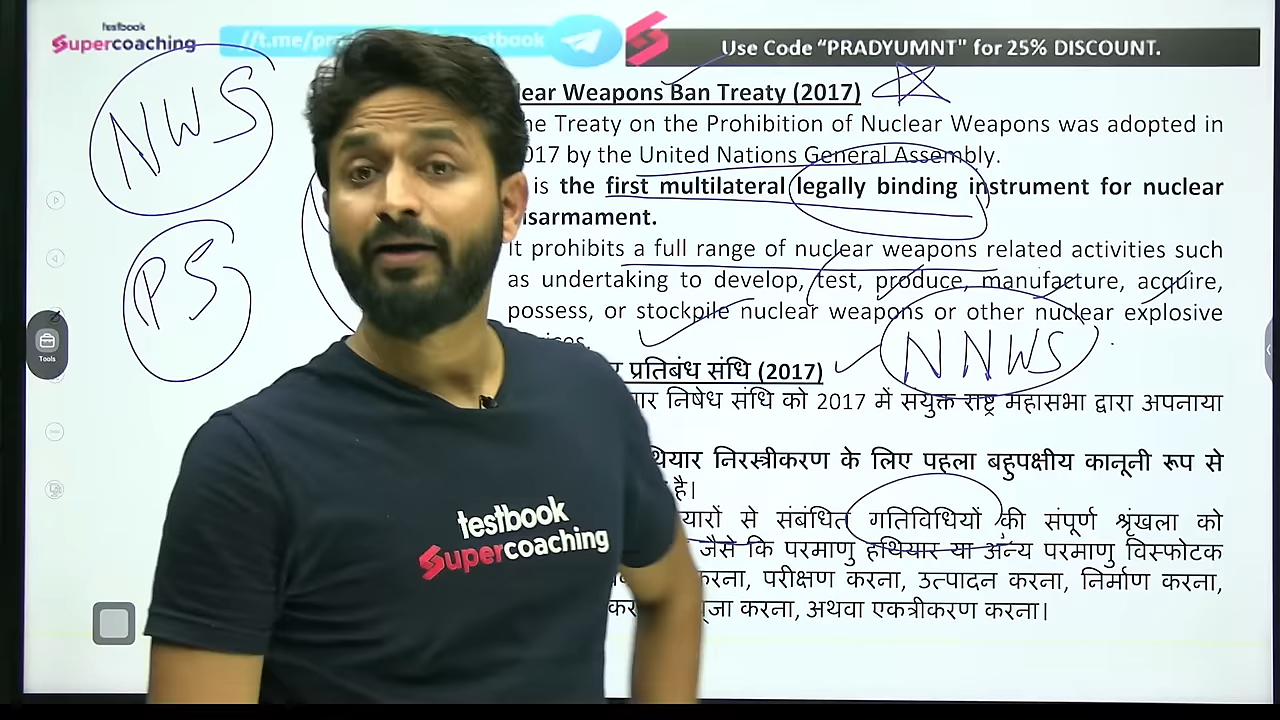 testbook
Supercoaching
//t.me/pr testbook
Use Code “PRADYUMNT" for 25% DISCOUNT.
NWS
Weapons Ban Treaty (2017)
Treaty on the Prohibition of Nuclear Weapons was adopted in
by the United Nations General Assembly.
is the first multilateral legally binding instrument for nuclear
It prohibits a full range of nuclear weapons related activities such
PS
as undertaking to develop, test, produce, manufacture, acquire,
possess, or stockpile nuclear weapons or other nuclear explosive
Tools
NNWS
प्रतिबंध संधि (2017)
निषेध संधि को 2017 में संयुक्त राष्ट्र महासभा द्वारा अपनाया
निरस्त्रीकरण के लिए पहला बहुपक्षीय कानूनी रूप से
है।
से संबंधित गतिविधियों की संपूर्ण श्रृंखला को
जैसे कि परमाणु हथियार या अन्य परमाणु विस्फोटक
करना, परीक्षण करना, उत्पादन करना, निर्माण करना,
करना, अथवा एकत्रीकरण करना।
testbook
Supercoaching